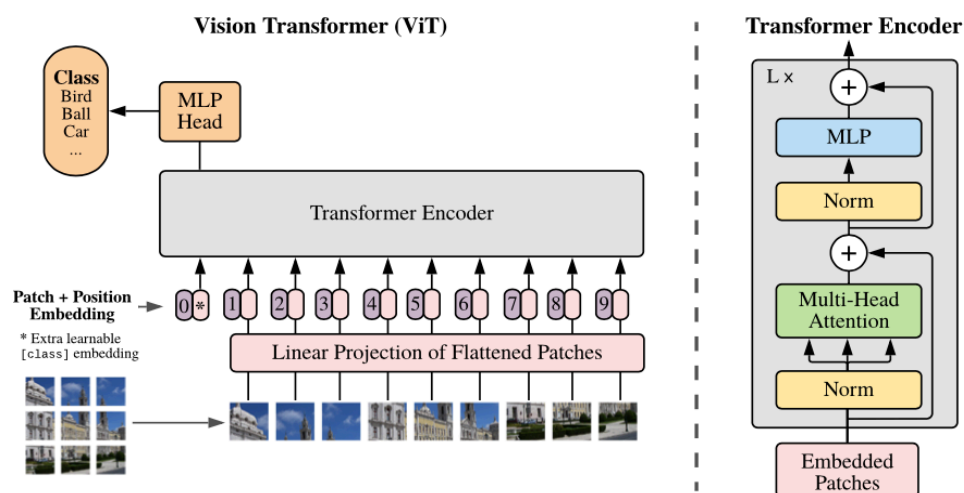 Vision Transformer (ViT)
Class
Bird
Ball
Car
...
MLP
Head
Transformer Encoder
Patch + Position
Embedding
0 * 1 2 3 4 5 6 7 8 9
* Extra learnable
[class] embedding
Linear Projection of Flattened Patches
Transformer Encoder
L ×
+
MLP
Norm
+
Multi-Head
Attention
Norm
Embedded
Patches